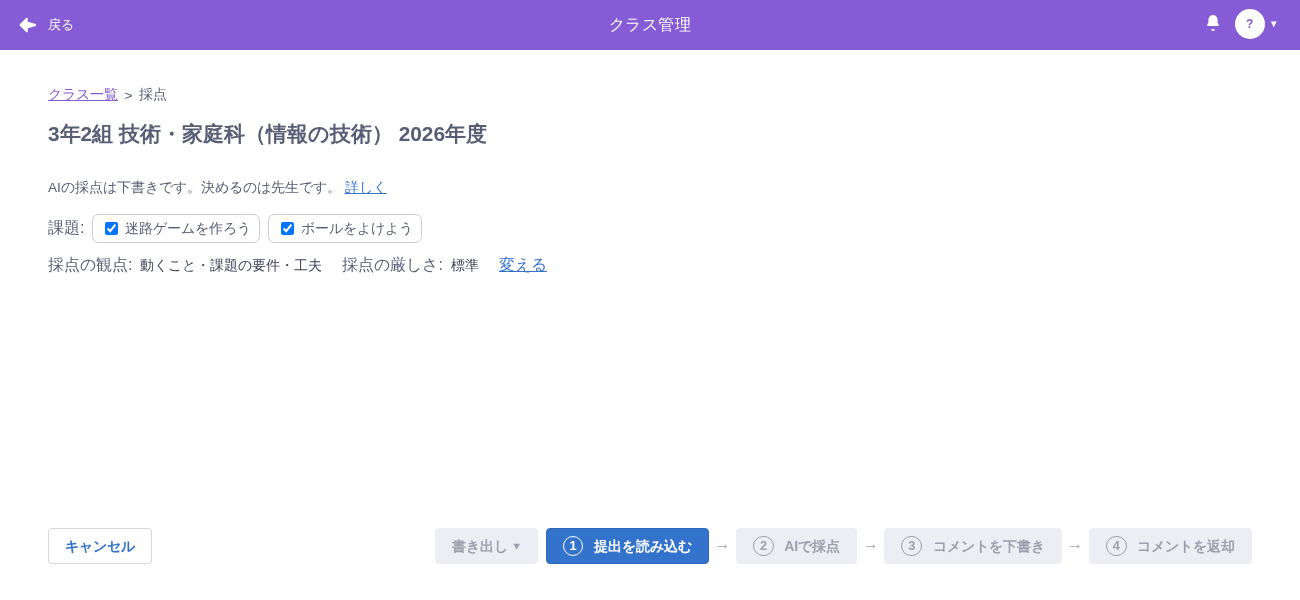 戻る クラス管理 ? ▼
クラス一覧 > 採点
3年2組 技術・家庭科（情報の技術） 2026年度
AIの採点は下書きです。決めるのは先生です。 詳しく
課題: 迷路ゲームを作ろう ボールをよけよう
採点の観点: 動くこと・課題の要件・工夫 採点の厳しさ: 標準 変える
キャンセル 書き出し ▼ 1 提出を読み込む → 2 AIで採点 → 3 コメントを下書き → 4 コメントを返却